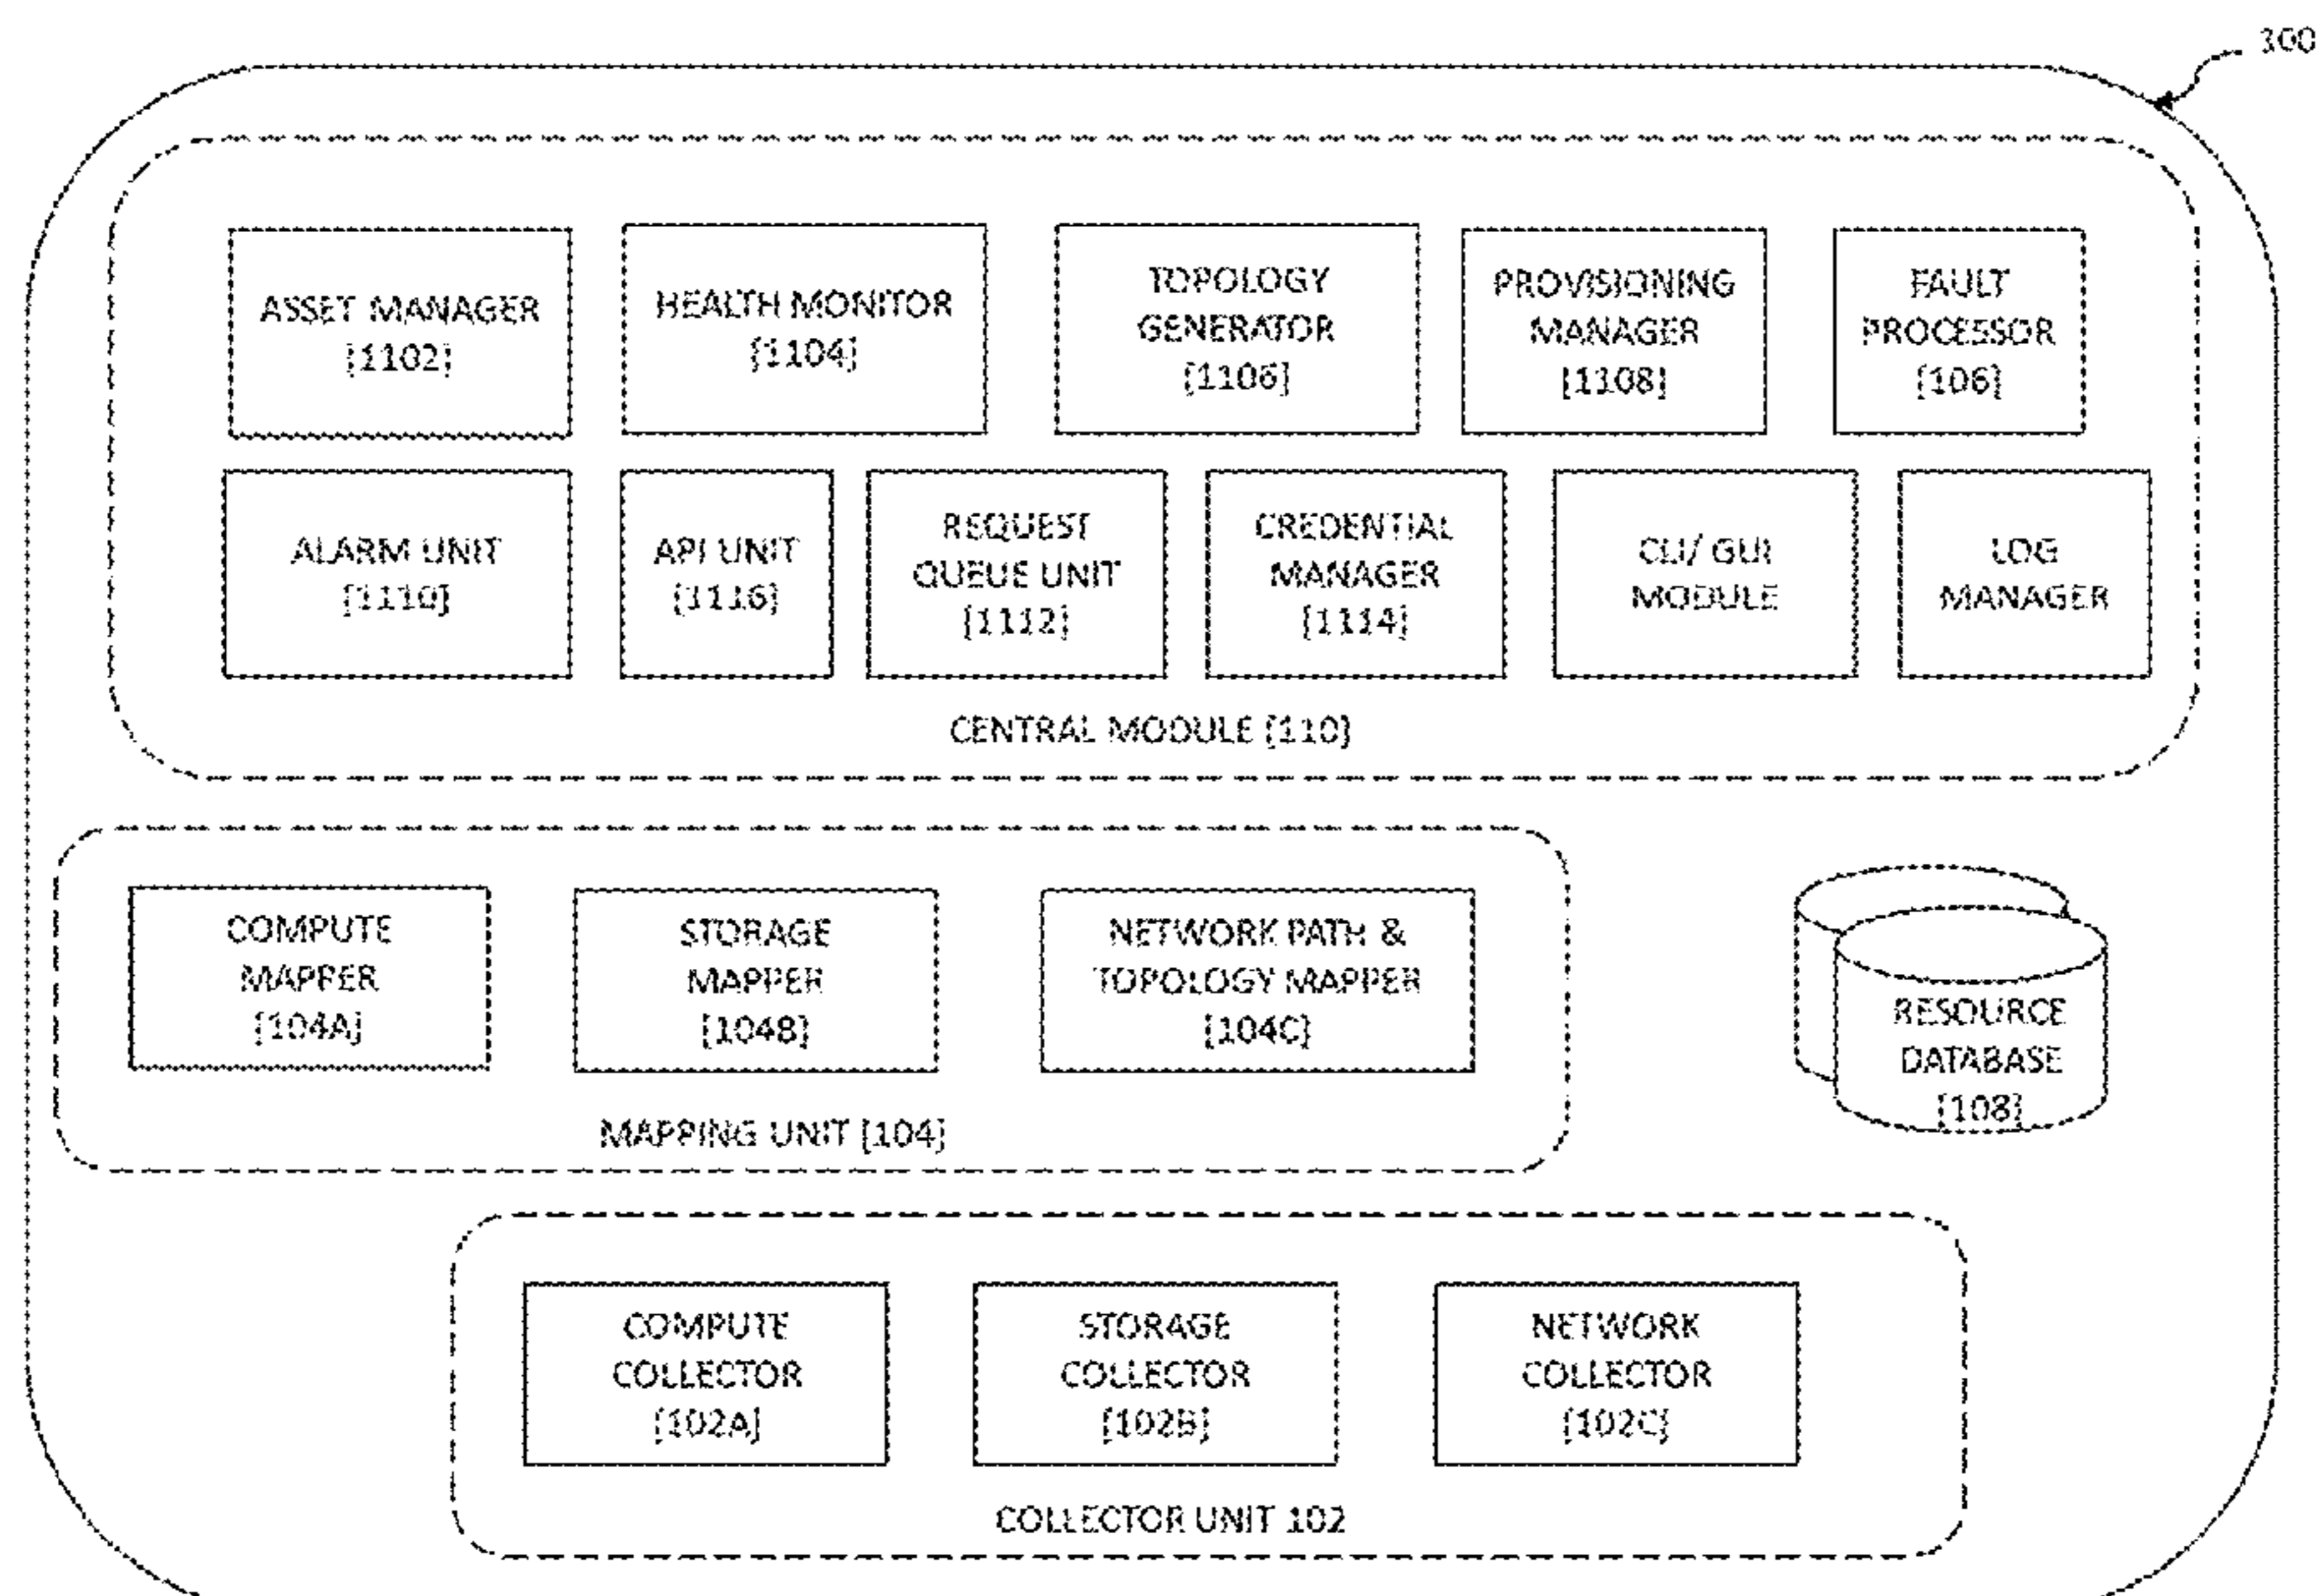 300
ASSET MANAGER
[1102]
HEALTH MONITOR
[1104]
TOPOLOGY
GENERATOR
[1106]
PROVISIONING
MANAGER
[1108]
FAULT
PROCESSOR
[106]
ALARM UNIT
[1110]
API UNIT
[1116]
REQUEST
QUEUE UNIT
[1112]
CREDENTIAL
MANAGER
[1114]
CLI/ GUI
MODULE
LOG
MANAGER
CENTRAL MODULE [110]
COMPUTE
MAPPER
[104A]
STORAGE
MAPPER
[104B]
NETWORK PATH &
TOPOLOGY MAPPER
[104C]
MAPPING UNIT [104]
RESOURCE
DATABASE
[108]
COMPUTE
COLLECTOR
[102A]
STORAGE
COLLECTOR
[102B]
NETWORK
COLLECTOR
[102C]
COLLECTOR UNIT 102